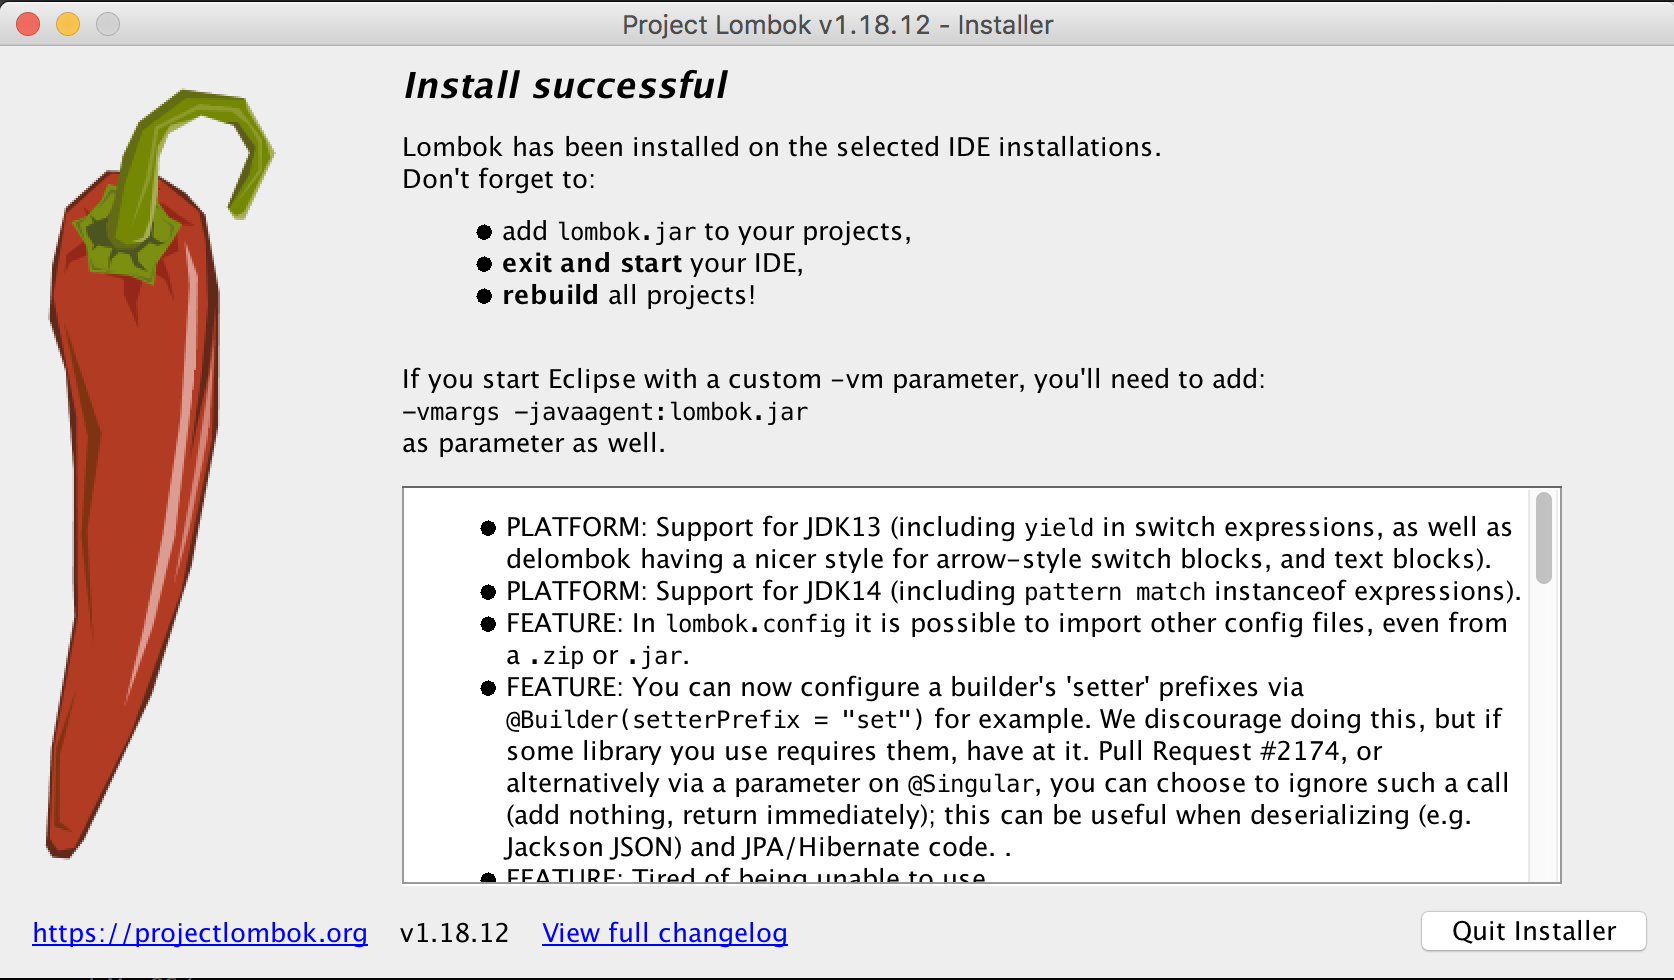 Project Lombok v1.18.12 - Installer
Install successful
Lombok has been installed on the selected IDE installations.
Don't forget to:
● add lombok.jar to your projects,
● exit and start your IDE,
● rebuild all projects!
If you start Eclipse with a custom -vm parameter, you'll need to add:
-vmargs -javaagent:lombok.jar
as parameter as well.
● PLATFORM: Support for JDK13 (including yield in switch expressions, as well as
delombok having a nicer style for arrow-style switch blocks, and text blocks).
● PLATFORM: Support for JDK14 (including pattern match instanceof expressions).
● FEATURE: In lombok.config it is possible to import other config files, even from
a .zip or .jar.
● FEATURE: You can now configure a builder's 'setter' prefixes via
@Builder(setterPrefix = "set") for example. We discourage doing this, but if
some library you use requires them, have at it. Pull Request #2174, or
alternatively via a parameter on @Singular, you can choose to ignore such a call
(add nothing, return immediately); this can be useful when deserializing (e.g.
Jackson JSON) and JPA/Hibernate code. .
● FEATURE: Tired of being unable to use
https://projectlombok.org v1.18.12 View full changelog
Quit Installer